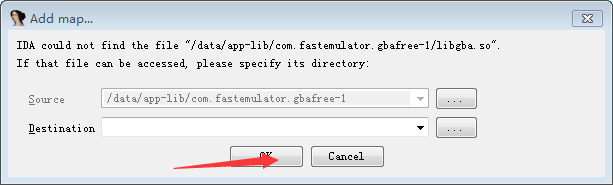 Add map...
IDA could not find the file "/data/app-lib/com.fastemulator.gbafree-1/libgba.so".
If that file can be accessed, please specify its directory:
Source /data/app-lib/com.fastemulator.gbafree-1 ...
Destination ...
OK Cancel